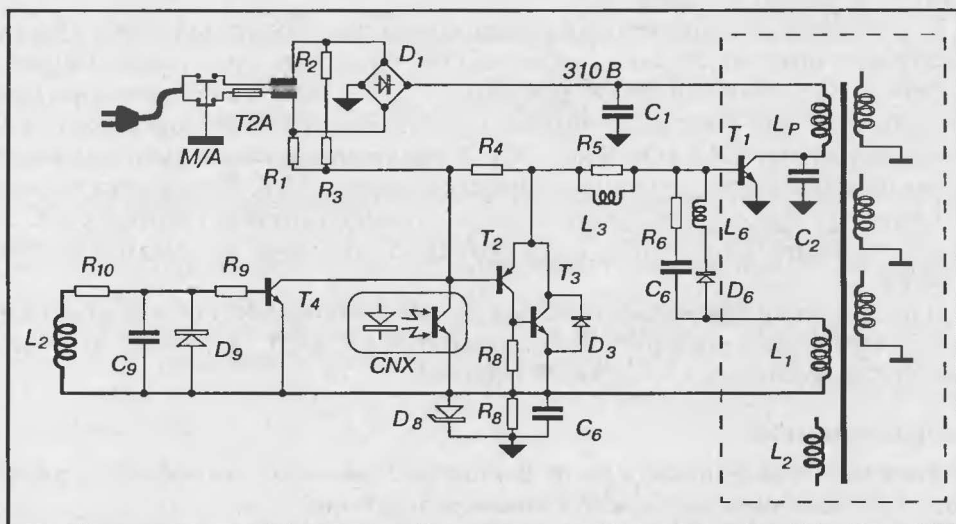 R2
D
310 B
T2A
C1
M/A
R1
R3
R4
R5
T1
LP
C2
L3
R6
L6
T2
T3
C6
D6
R10
R9
T4
L2
C9
D9
CNX
R8
D3
L1
D8
R8
C6
L2